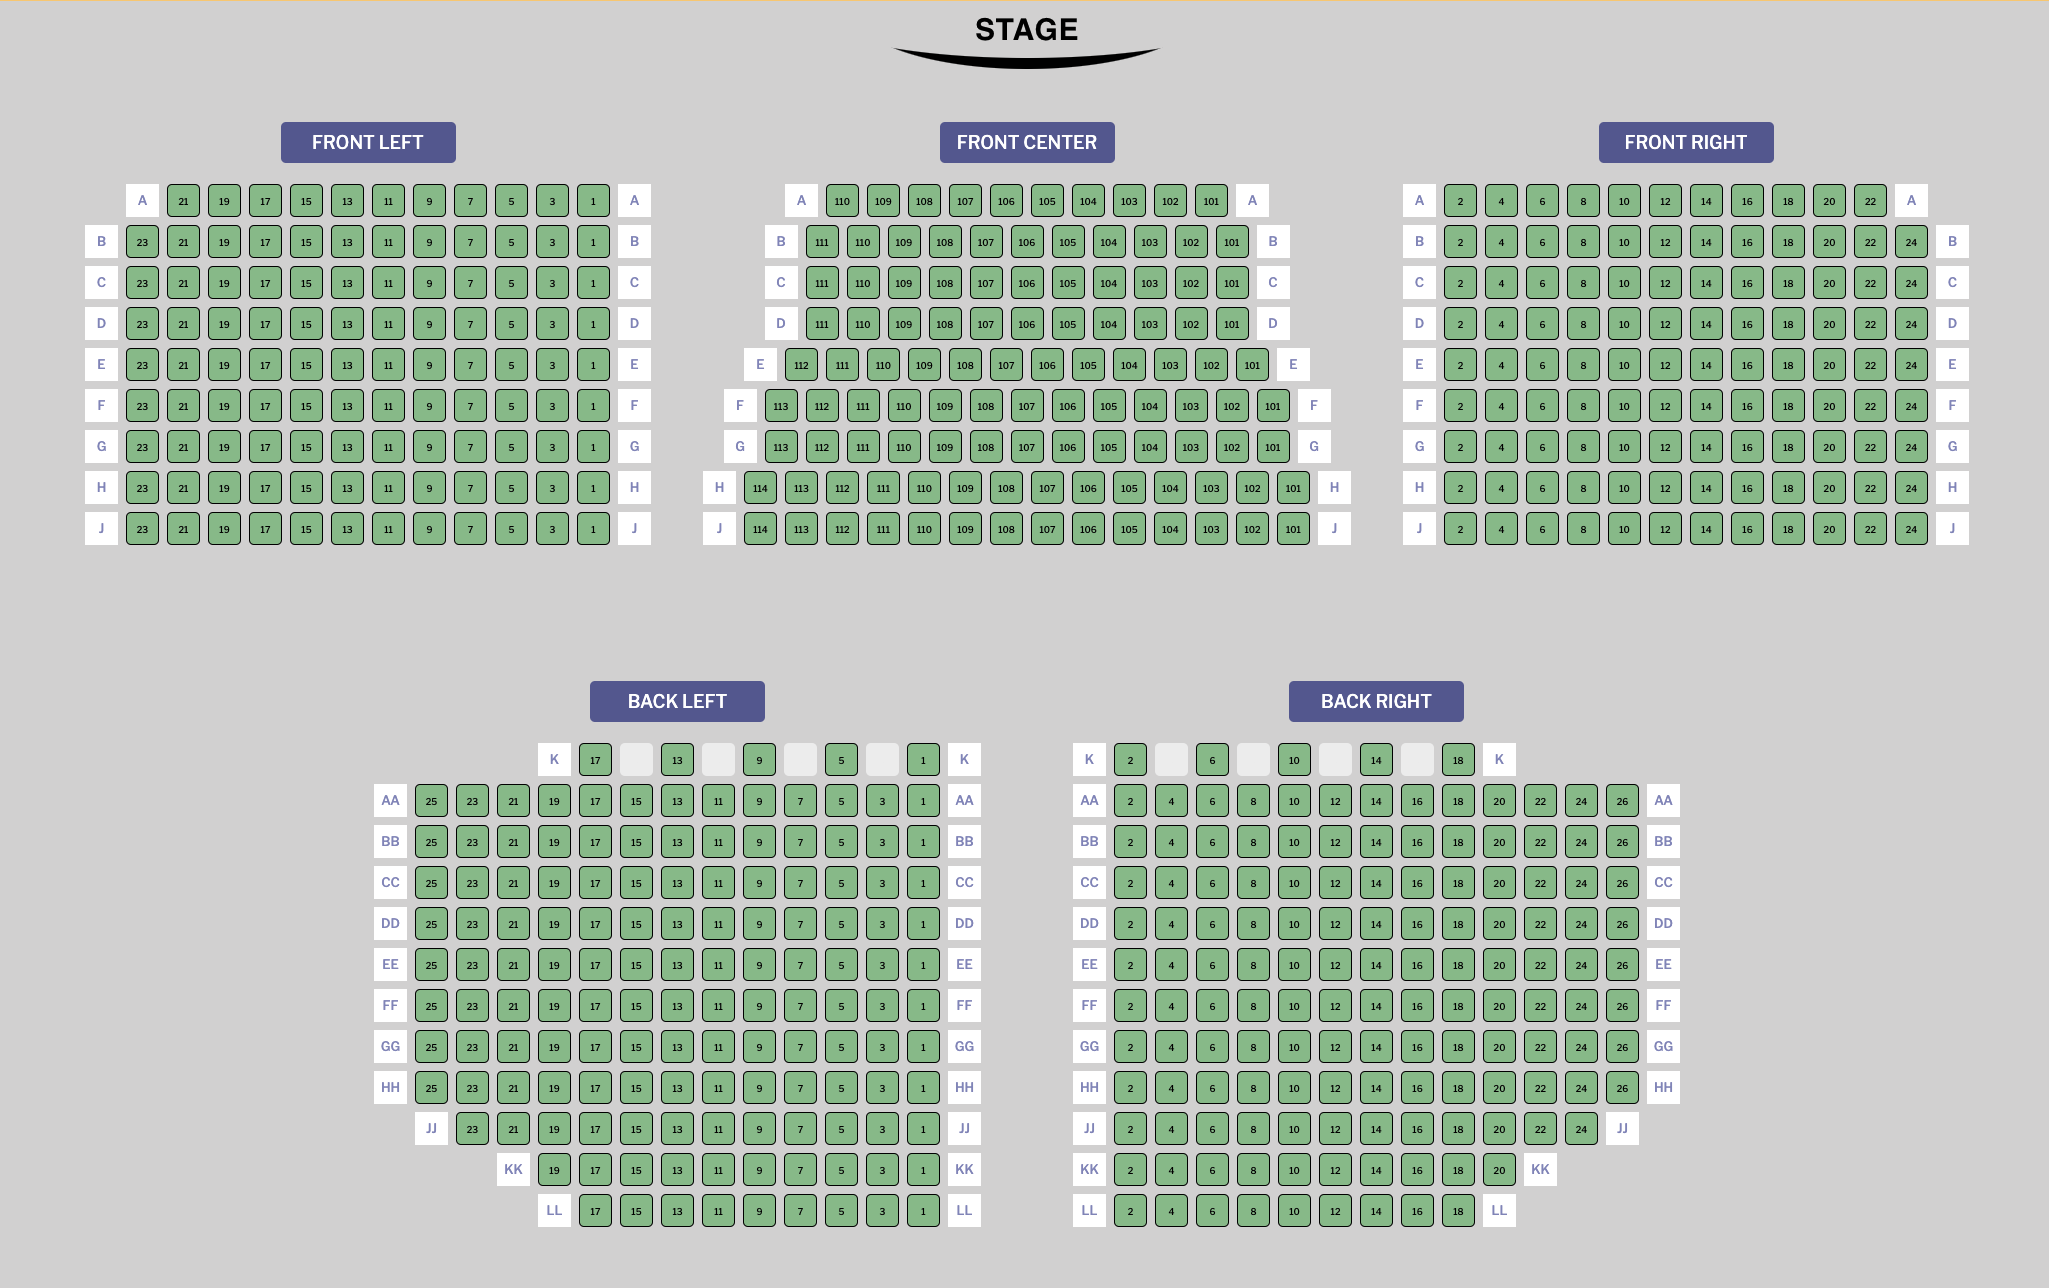 STAGE
FRONT LEFT FRONT CENTER FRONT RIGHT
A 21 19 17 15 13 11 9 7 5 3 1 A A 110 109 108 107 106 105 104 103 102 101 A A 2 4 6 8 10 12 14 16 18 20 22 A
B 23 21 19 17 15 13 11 9 7 5 3 1 B B 111 110 109 108 107 106 105 104 103 102 101 B B 2 4 6 8 10 12 14 16 18 20 22 24 B
C 23 21 19 17 15 13 11 9 7 5 3 1 C C 111 110 109 108 107 106 105 104 103 102 101 C C 2 4 6 8 10 12 14 16 18 20 22 24 C
D 23 21 19 17 15 13 11 9 7 5 3 1 D D 111 110 109 108 107 106 105 104 103 102 101 D D 2 4 6 8 10 12 14 16 18 20 22 24 D
E 23 21 19 17 15 13 11 9 7 5 3 1 E E 112 111 110 109 108 107 106 105 104 103 102 101 E E 2 4 6 8 10 12 14 16 18 20 22 24 E
F 23 21 19 17 15 13 11 9 7 5 3 1 F F 113 112 111 110 109 108 107 106 105 104 103 102 101 F F 2 4 6 8 10 12 14 16 18 20 22 24 F
G 23 21 19 17 15 13 11 9 7 5 3 1 G G 113 112 111 110 109 108 107 106 105 104 103 102 101 G G 2 4 6 8 10 12 14 16 18 20 22 24 G
H 23 21 19 17 15 13 11 9 7 5 3 1 H H 114 113 112 111 110 109 108 107 106 105 104 103 102 101 H H 2 4 6 8 10 12 14 16 18 20 22 24 H
J 23 21 19 17 15 13 11 9 7 5 3 1 J J 114 113 112 111 110 109 108 107 106 105 104 103 102 101 J J 2 4 6 8 10 12 14 16 18 20 22 24 J
BACK LEFT BACK RIGHT
K 17 13 9 5 1 K K 2 6 10 14 18 K
AA 25 23 21 19 17 15 13 11 9 7 5 3 1 AA AA 2 4 6 8 10 12 14 16 18 20 22 24 26 AA
BB 25 23 21 19 17 15 13 11 9 7 5 3 1 BB BB 2 4 6 8 10 12 14 16 18 20 22 24 26 BB
CC 25 23 21 19 17 15 13 11 9 7 5 3 1 CC CC 2 4 6 8 10 12 14 16 18 20 22 24 26 CC
DD 25 23 21 19 17 15 13 11 9 7 5 3 1 DD DD 2 4 6 8 10 12 14 16 18 20 22 24 26 DD
EE 25 23 21 19 17 15 13 11 9 7 5 3 1 EE EE 2 4 6 8 10 12 14 16 18 20 22 24 26 EE
FF 25 23 21 19 17 15 13 11 9 7 5 3 1 FF FF 2 4 6 8 10 12 14 16 18 20 22 24 26 FF
GG 25 23 21 19 17 15 13 11 9 7 5 3 1 GG GG 2 4 6 8 10 12 14 16 18 20 22 24 26 GG
HH 25 23 21 19 17 15 13 11 9 7 5 3 1 HH HH 2 4 6 8 10 12 14 16 18 20 22 24 26 HH
JJ 23 21 19 17 15 13 11 9 7 5 3 1 JJ JJ 2 4 6 8 10 12 14 16 18 20 22 24 JJ
KK 19 17 15 13 11 9 7 5 3 1 KK KK 2 4 6 8 10 12 14 16 18 20 KK
LL 17 15 13 11 9 7 5 3 1 LL LL 2 4 6 8 10 12 14 16 18 LL